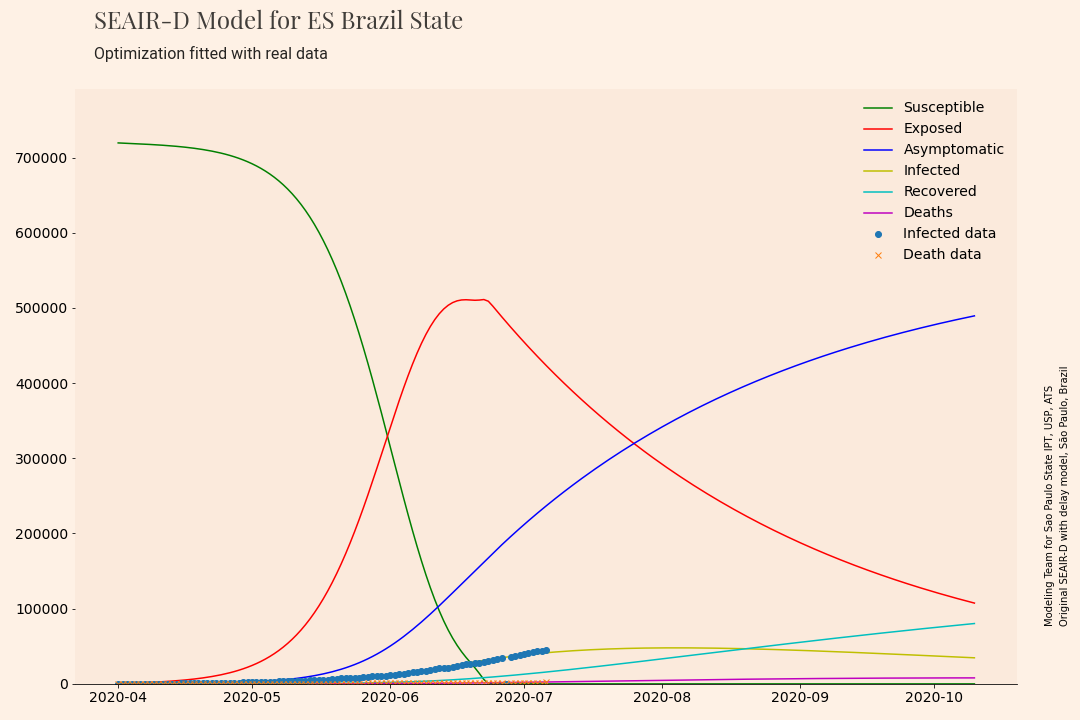 SEAIR-D Model for ES Brazil State
Optimization fitted with real data
Susceptible
Exposed
Asymptomatic
Infected
Recovered
Deaths
Infected data
Death data
700000
600000
500000
400000
300000
200000
100000
0
2020-04
2020-05
2020-06
2020-07
2020-08
2020-09
2020-10
Modeling Team for Sao Paulo State IPT, USP, ATS
Original SEAIR-D with delay model, São Paulo, Brazil